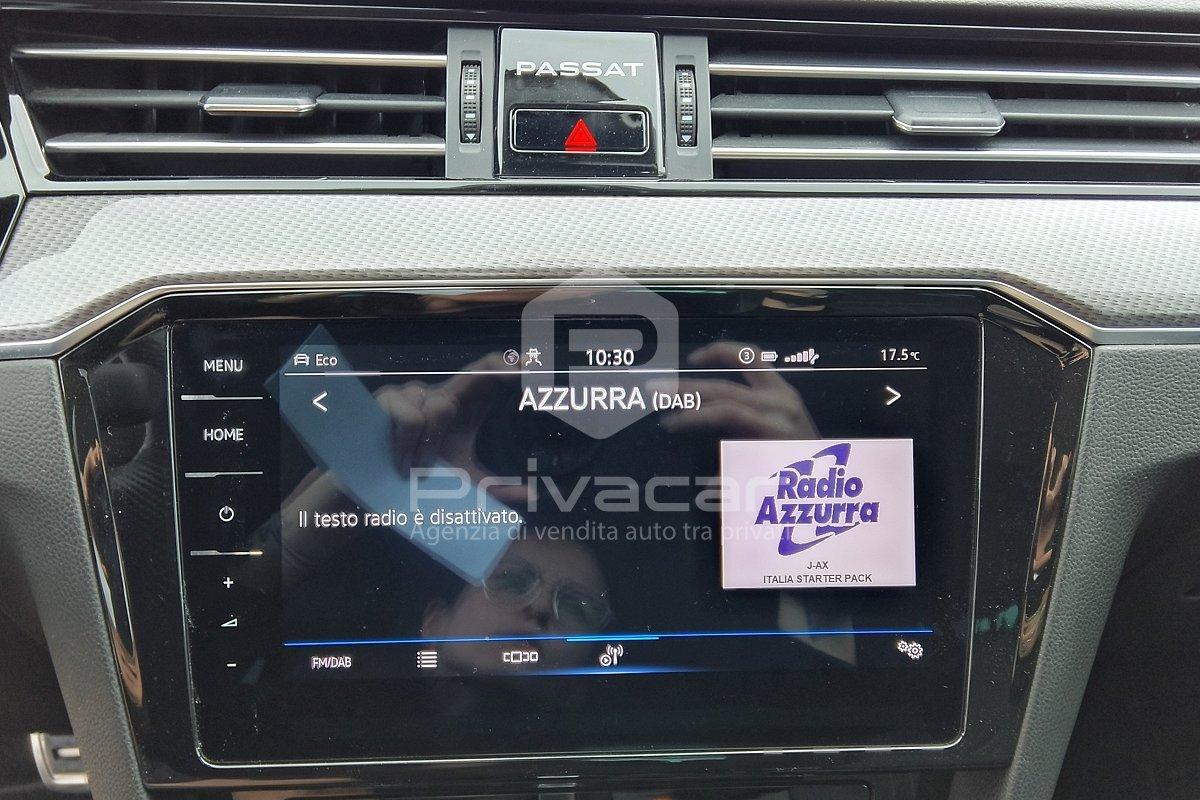 PASSAT
MENU
HOME
+
-
Eco
10:30
3
17.5°C
<
AZZURRA (DAB)
>
Il testo radio è disattivato.
Radio
Azzurra
J-AX
ITALIA STARTER PACK
FM/DAB
Privacar
Agenzia di vendita auto tra privati